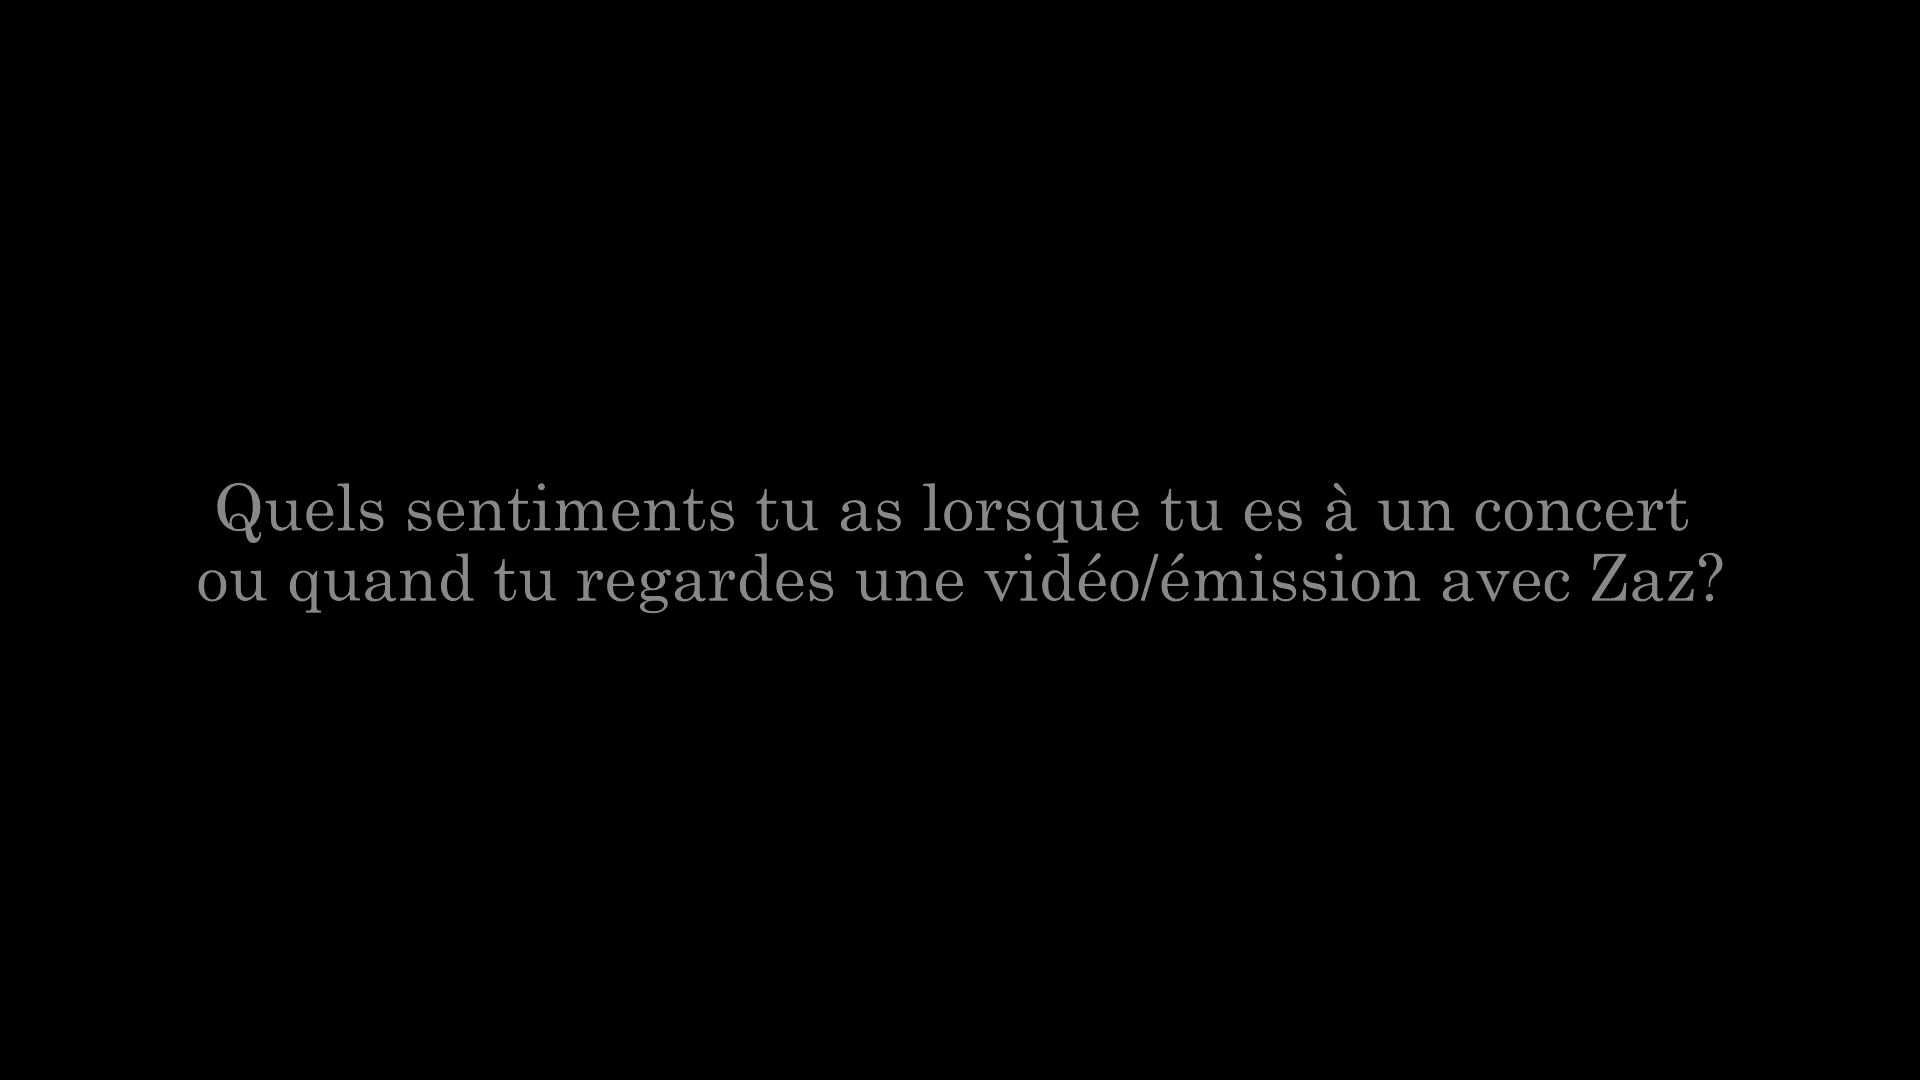 Quels sentiments tu as lorsque tu es à un concert
ou quand tu regardes une vidéo/émission avec Zaz?